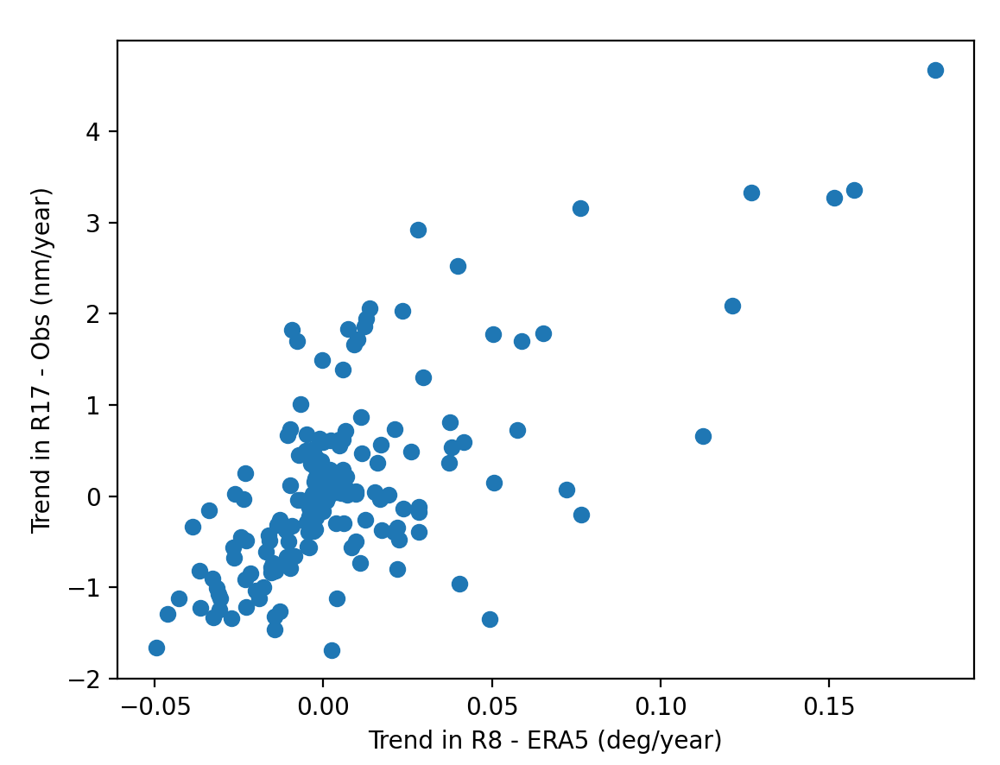 Trend in R17 - Obs (nm/year)
4
3
2
1
0
−1
−2
−0.05 0.00 0.05 0.10 0.15
Trend in R8 - ERA5 (deg/year)